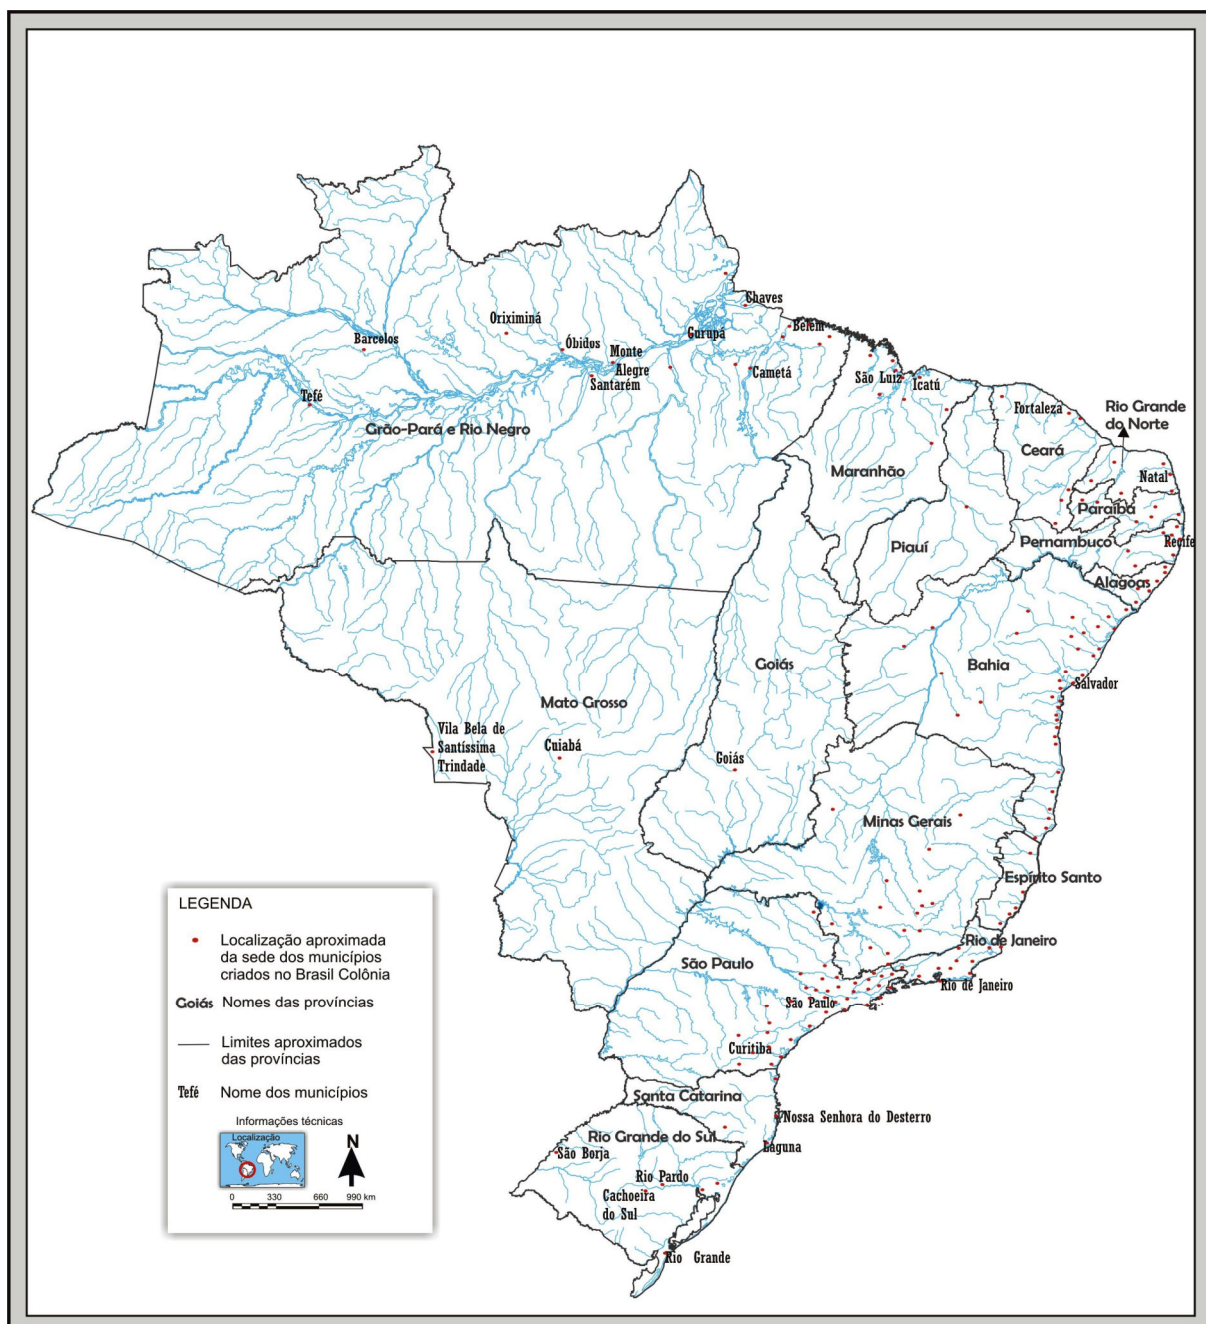 Chaves
Oriximiná
Belém
Gurupá
Barcelos
Óbidos
Monte
Alegre
Santarém
Cametá
São Luiz
Icatú
Tefé
Grão-Pará e Rio Negro
Fortaleza
Rio Grande
do Norte
Ceará
Maranhão
Natal
Paraíba
Piauí
Pernambuco
Recife
Alagoas
Goiás
Bahia
Salvador
Mato Grosso
Vila Bela de
Santíssima
Trindade
Cuiabá
Goiás
Minas Gerais
Espírito Santo
Rio de Janeiro
São Paulo
Rio de Janeiro
São Paulo
Curitiba
Santa Catarina
Nossa Senhora do Desterro
Rio Grande do Sul
Laguna
São Borja
Rio Pardo
Cachoeira
do Sul
Rio Grande
LEGENDA
Localização aproximada
da sede dos municípios
criados no Brasil Colônia
Goiás Nomes das províncias
Limites aproximados
das províncias
Tefé Nome dos municípios
Informações técnicas
Localização
N
0 330 660 990 km